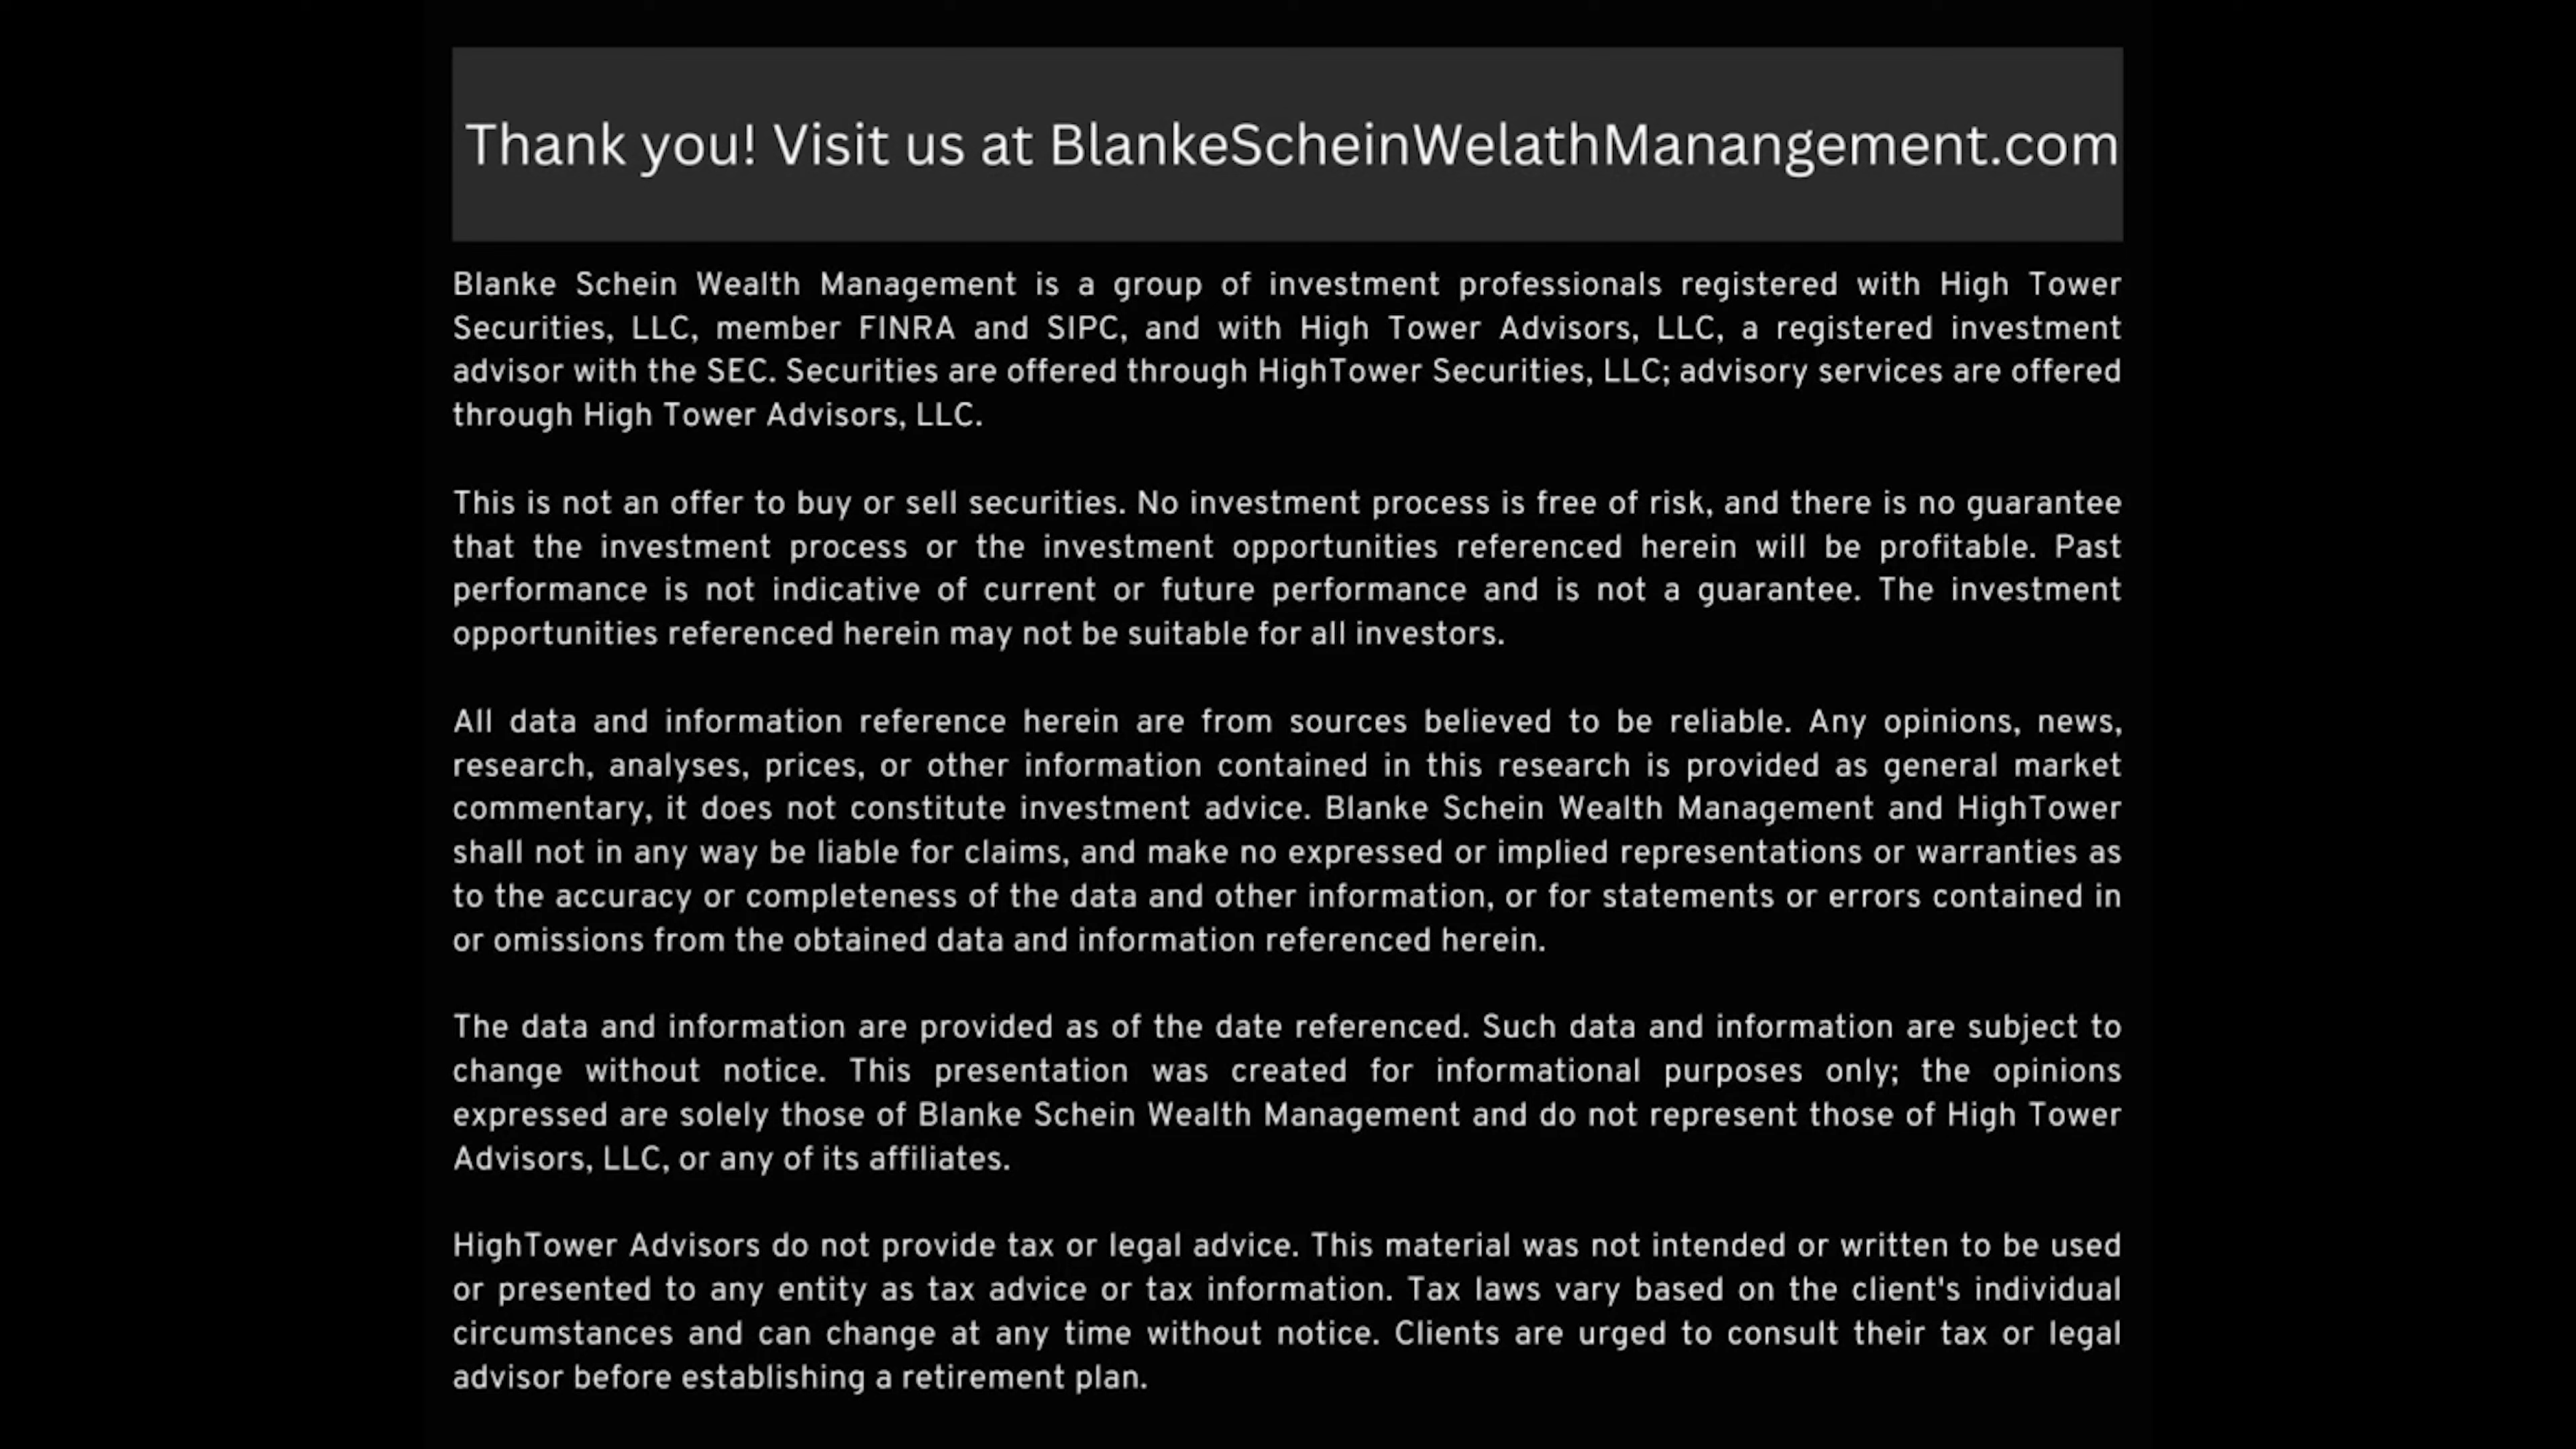 Thank you! Visit us at BlankeScheinWelathManangement.com
Blanke Schein Wealth Management is a group of investment professionals registered with High Tower
Securities, LLC, member FINRA and SIPC, and with High Tower Advisors, LLC, a registered investment
advisor with the SEC. Securities are offered through HighTower Securities, LLC; advisory services are offered
through High Tower Advisors, LLC.
This is not an offer to buy or sell securities. No investment process is free of risk, and there is no guarantee
that the investment process or the investment opportunities referenced herein will be profitable. Past
performance is not indicative of current or future performance and is not a guarantee. The investment
opportunities referenced herein may not be suitable for all investors.
All data and information reference herein are from sources believed to be reliable. Any opinions, news,
research, analyses, prices, or other information contained in this research is provided as general market
commentary, it does not constitute investment advice. Blanke Schein Wealth Management and HighTower
shall not in any way be liable for claims, and make no expressed or implied representations or warranties as
to the accuracy or completeness of the data and other information, or for statements or errors contained in
or omissions from the obtained data and information referenced herein.
The data and information are provided as of the date referenced. Such data and information are subject to
change without notice. This presentation was created for informational purposes only; the opinions
expressed are solely those of Blanke Schein Wealth Management and do not represent those of High Tower
Advisors, LLC, or any of its affiliates.
HighTower Advisors do not provide tax or legal advice. This material was not intended or written to be used
or presented to any entity as tax advice or tax information. Tax laws vary based on the client's individual
circumstances and can change at any time without notice. Clients are urged to consult their tax or legal
advisor before establishing a retirement plan.